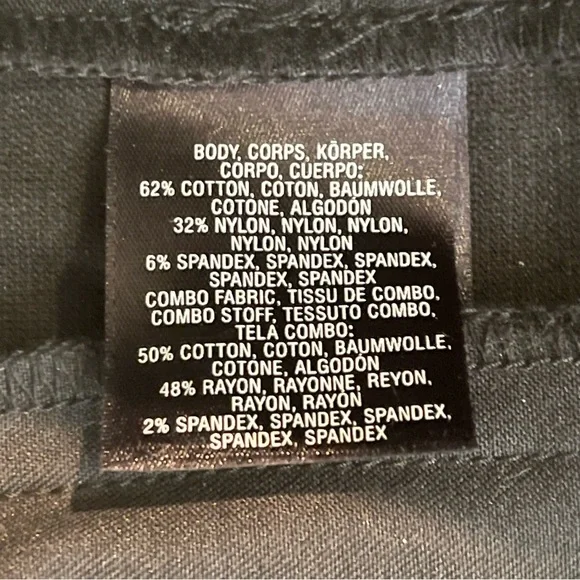 BODY, CORPS, KÖRPER,
CORPO, CUERPO:
62% COTTON, COTON, BAUMWOLLE,
COTONE, ALGODÓN
32% NYLON, NYLON, NYLON,
NYLON, NYLON
6% SPANDEX, SPANDEX, SPANDEX,
SPANDEX, SPANDEX
COMBO FABRIC, TISSU DE COMBO,
COMBO STOFF, TESSUTO COMBO,
TELA COMBO:
50% COTTON, COTON, BAUMWOLLE,
COTONE, ALGODÓN
48% RAYON, RAYONNE, REYON,
RAYON, RAYON
2% SPANDEX, SPANDEX, SPANDEX,
SPANDEX, SPANDEX